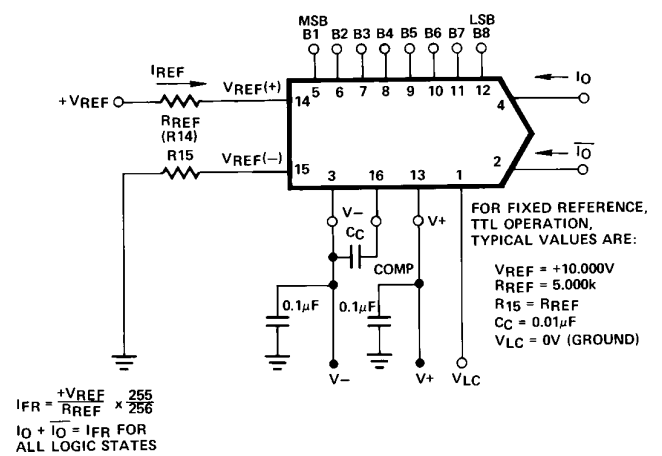 MSB LSB
B1 B2 B3 B4 B5 B6 B7 B8
IREF
+VREF
VREF(+)
RREF
(R14)
R15
VREF(−)
14
15
5 6 7 8 9 10 11 12
4
2
3 16 13 1
IO
IO
V− V+
CC
COMP
0.1µF 0.1µF
V− V+ VLC
FOR FIXED REFERENCE,
TTL OPERATION,
TYPICAL VALUES ARE:
VREF = +10.000V
RREF = 5.000k
R15 = RREF
CC = 0.01µF
VLC = 0V (GROUND)
IFR = +VREF / RREF × 255 / 256
IO + IO = IFR FOR
ALL LOGIC STATES